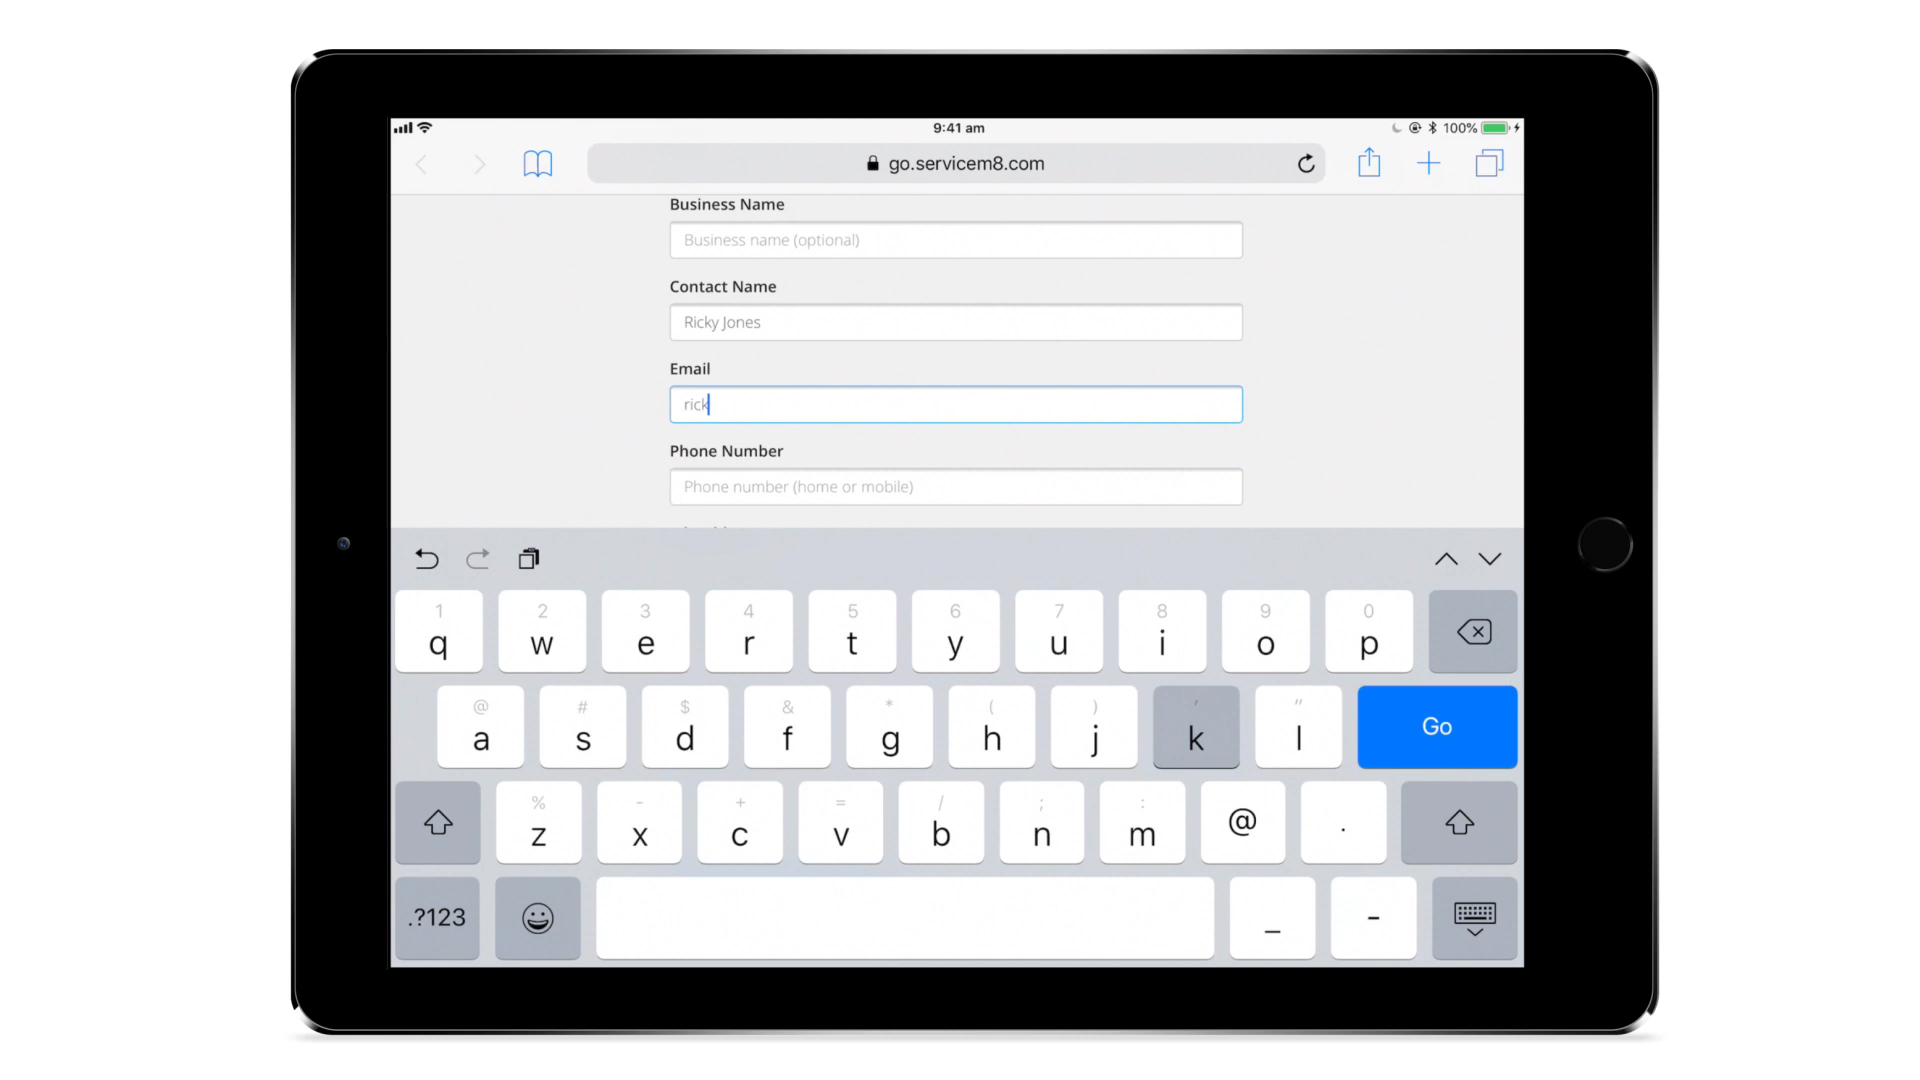 9:41 am
100%
go.servicem8.com
Business Name
Business name (optional)
Contact Name
Ricky Jones
Email
rick
Phone Number
Phone number (home or mobile)
1 2 3 4 5 6 7 8 9 0
q w e r t y u i o p
@ # $ & * ( ) ' "
a s d f g h j k l Go
% - + = / ; :
z x c v b n m @ .
.?123 _ -